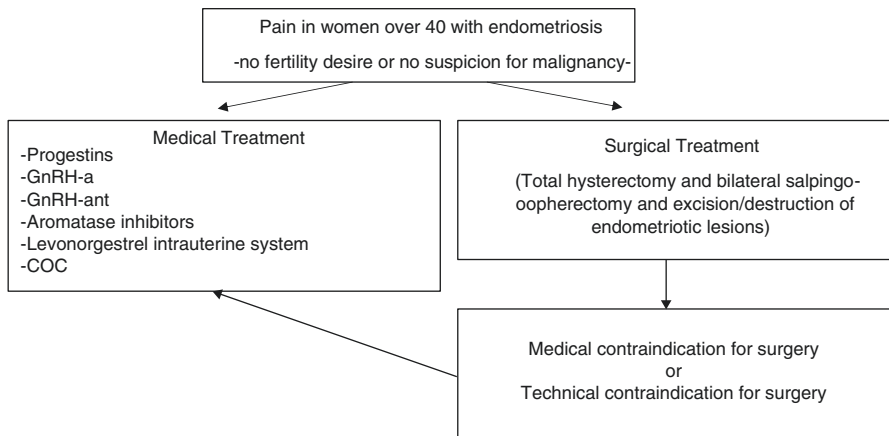 Pain in women over 40 with endometriosis
-no fertility desire or no suspicion for malignancy-
Medical Treatment
-Progestins
-GnRH-a
-GnRH-ant
-Aromatase inhibitors
-Levonorgestrel intrauterine system
-COC
Surgical Treatment
(Total hysterectomy and bilateral salpingo-
oopherectomy and excision/destruction of
endometriotic lesions)
Medical contraindication for surgery
or
Technical contraindication for surgery